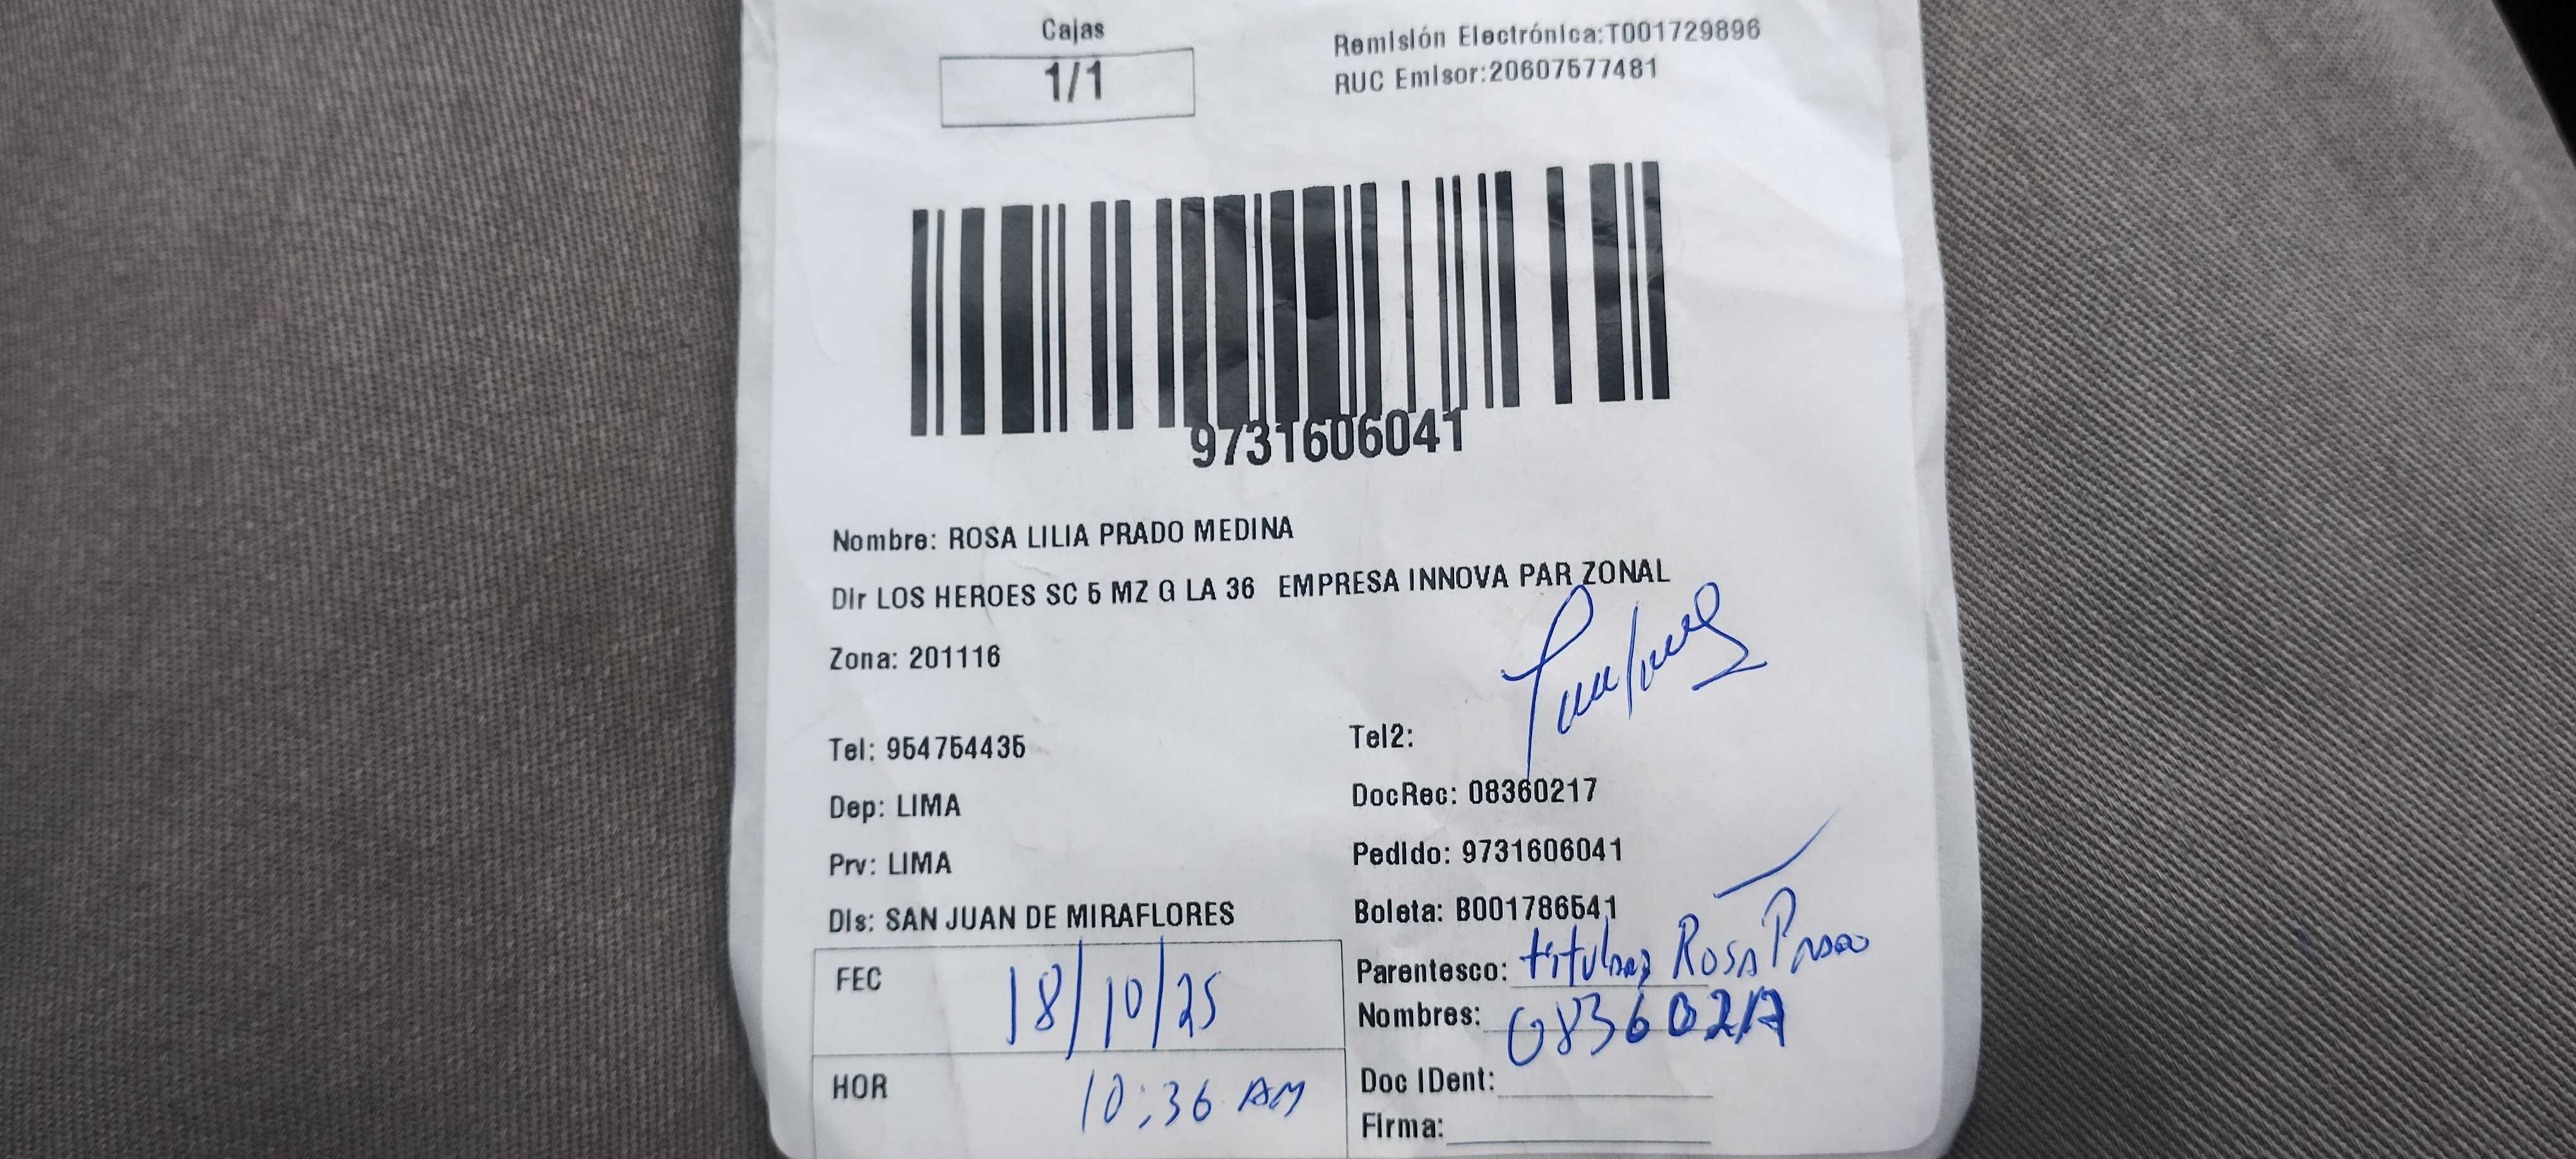 Cajas
1/1
Remisión Electrónica:T001729896
RUC Emisor:20607577481
9731606041
Nombre: ROSA LILIA PRADO MEDINA
Dir LOS HEROES SC 5 MZ G LA 36 EMPRESA INNOVA PAR ZONAL
Zona: 201116
Tel: 954754435
Tel2:
Dep: LIMA
DocRec: 08360217
Prv: LIMA
Pedido: 9731606041
Dis: SAN JUAN DE MIRAFLORES
Boleta: B001786541
FEC 18/10/25
Parentesco: titular Rosa Prado
Nombres: 08360217
HOR 10:36 AM
Doc IDent:
Firma: